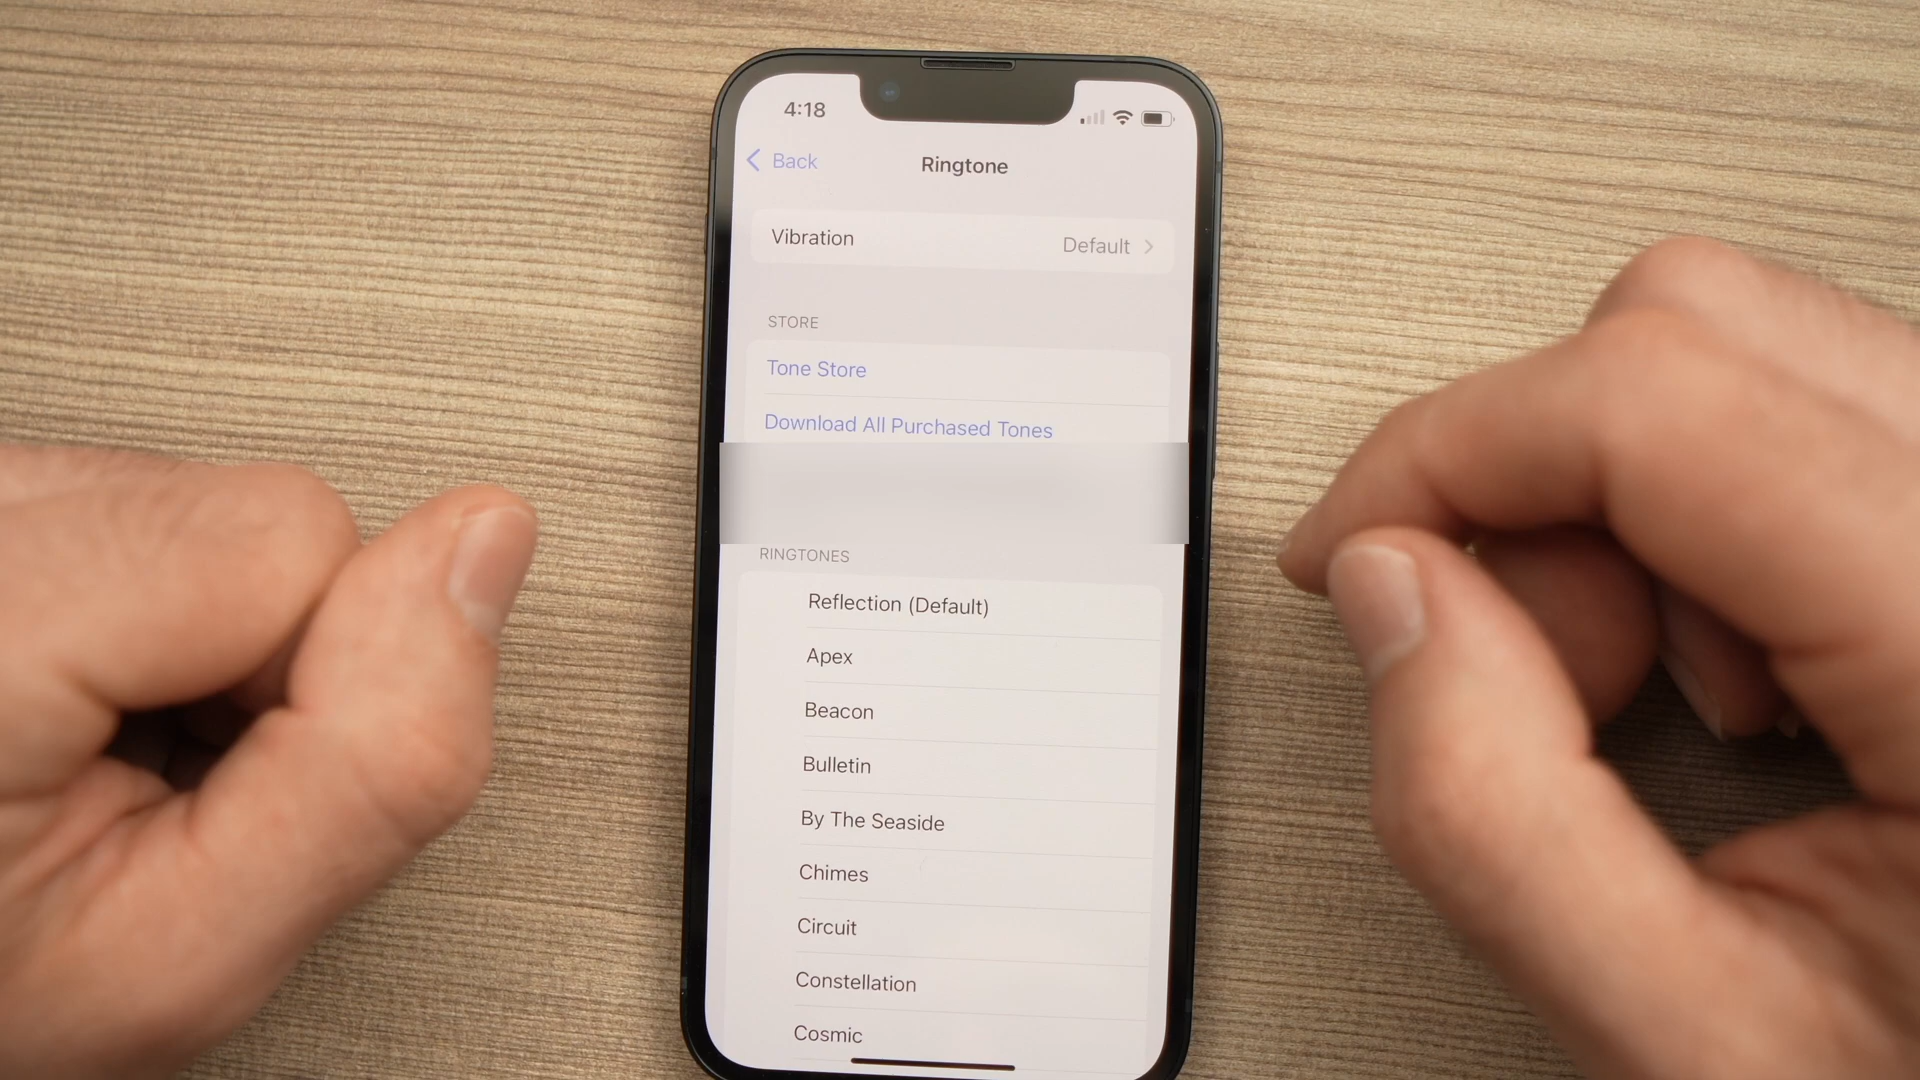 4:18
Back
Ringtone
Vibration
Default
STORE
Tone Store
Download All Purchased Tones
RINGTONES
Reflection (Default)
Apex
Beacon
Bulletin
By The Seaside
Chimes
Circuit
Constellation
Cosmic